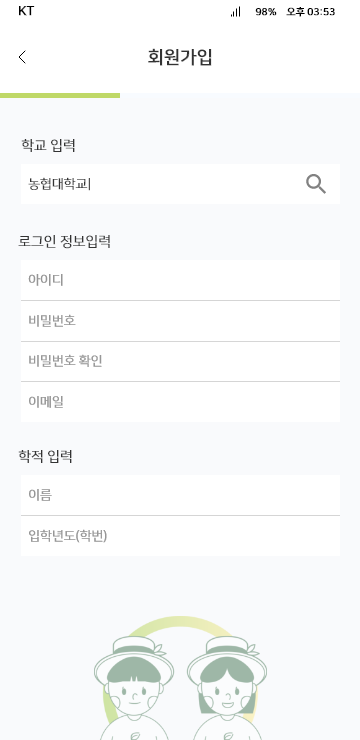 KT 98% 오후 03:53
회원가입
학교 입력
농협대학교
로그인 정보입력
아이디
비밀번호
비밀번호 확인
이메일
학적 입력
이름
입학년도(학번)